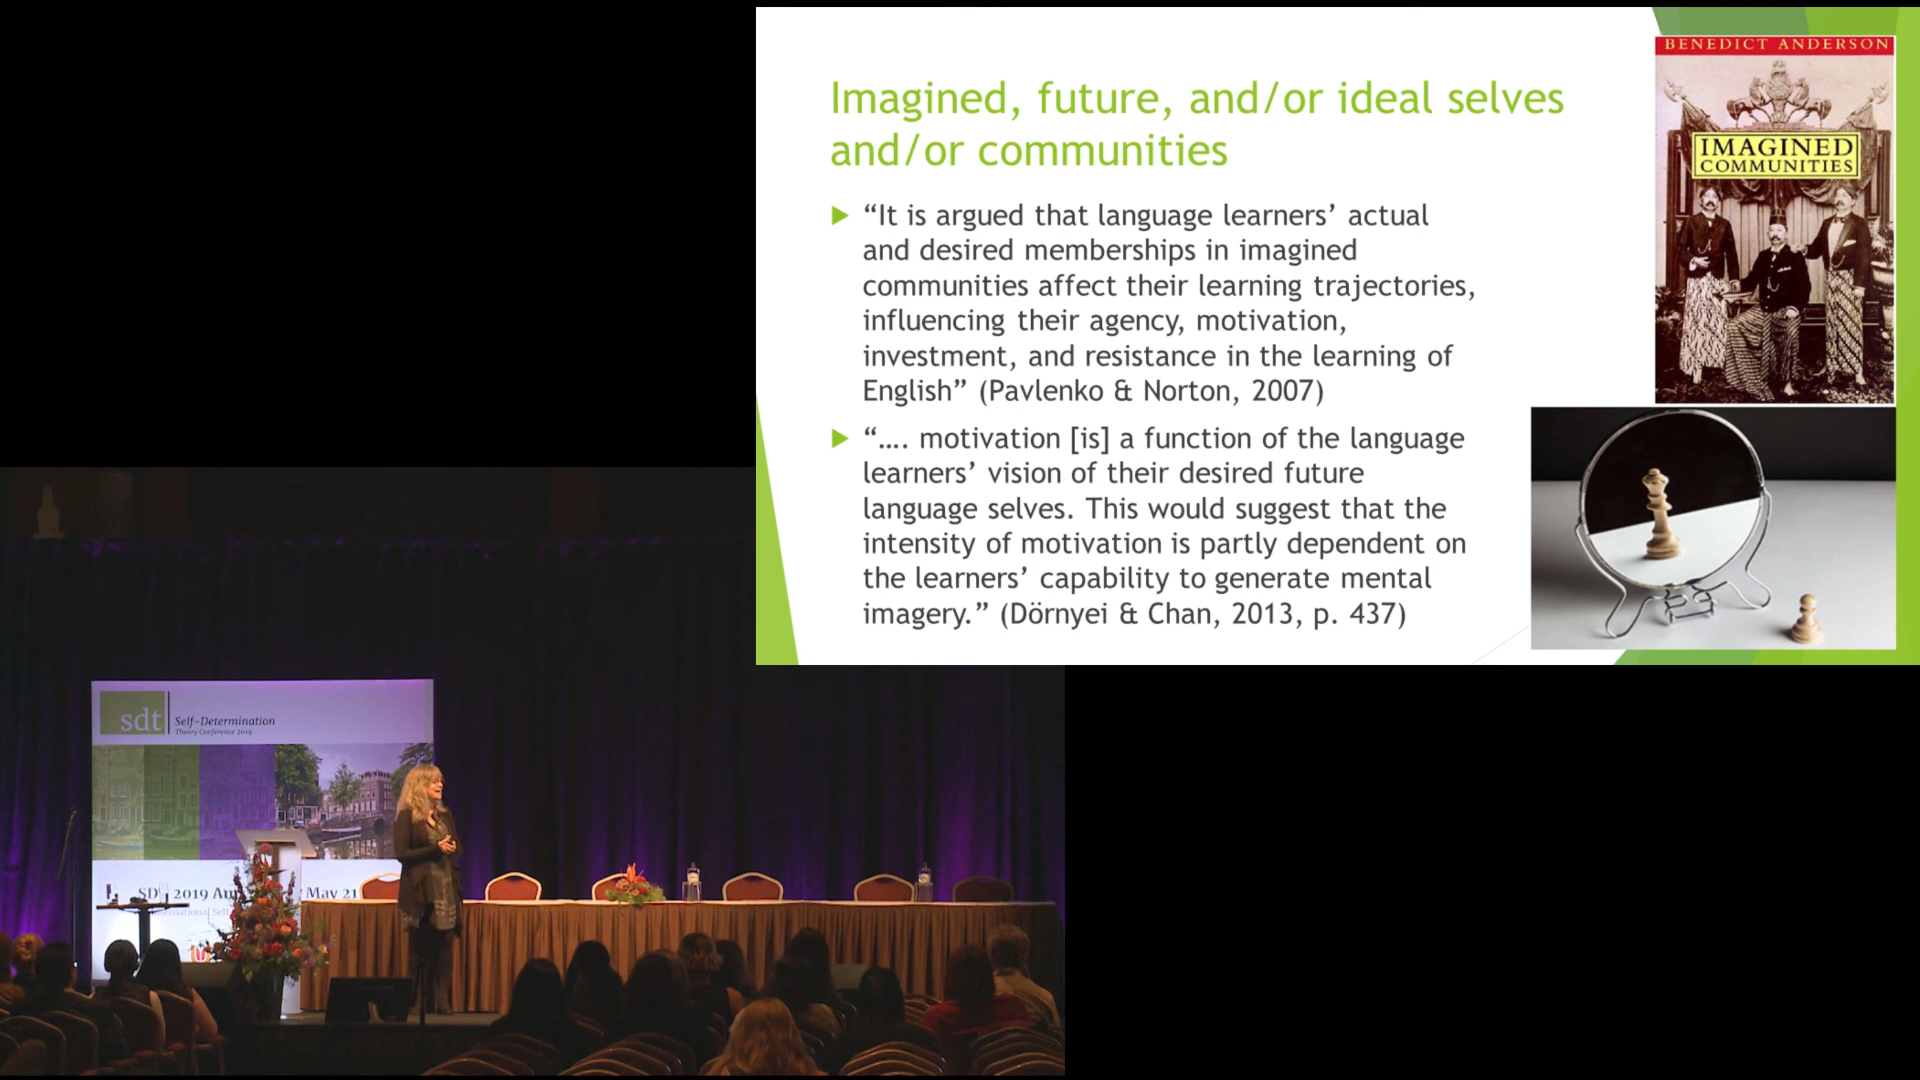 Imagined, future, and/or ideal selves
and/or communities
“It is argued that language learners’ actual
and desired memberships in imagined
communities affect their learning trajectories,
influencing their agency, motivation,
investment, and resistance in the learning of
English” (Pavlenko & Norton, 2007)
“…. motivation [is] a function of the language
learners’ vision of their desired future
language selves. This would suggest that the
intensity of motivation is partly dependent on
the learners’ capability to generate mental
imagery.” (Dörnyei & Chan, 2013, p. 437)
BENEDICT ANDERSON
IMAGINED
COMMUNITIES
sdt
Self-Determination
Theory Conference 2019
2019
May 21